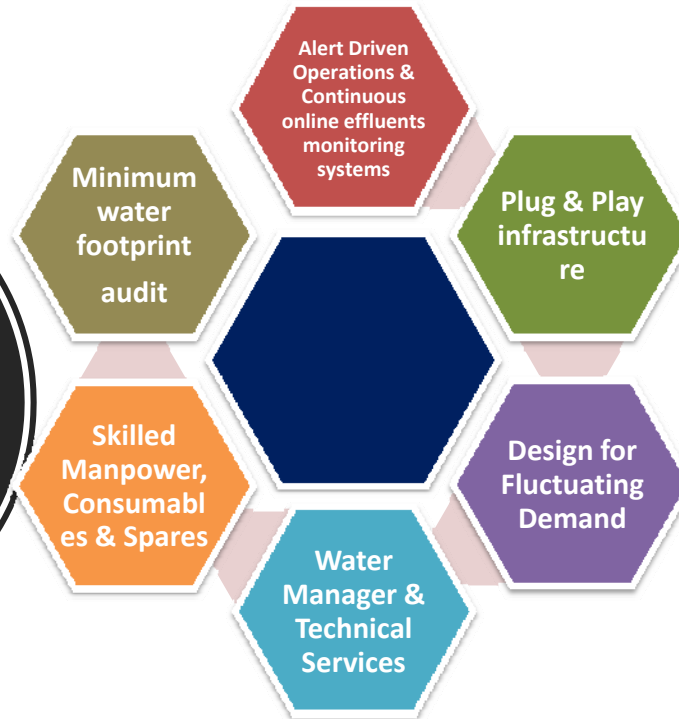 Alert Driven
Operations &
Continuous
online effluents
monitoring
systems
Plug & Play
infrastructu
re
Design for
Fluctuating
Demand
Water
Manager &
Technical
Services
Skilled
Manpower,
Consumabl
es & Spares
Minimum
water
footprint
audit